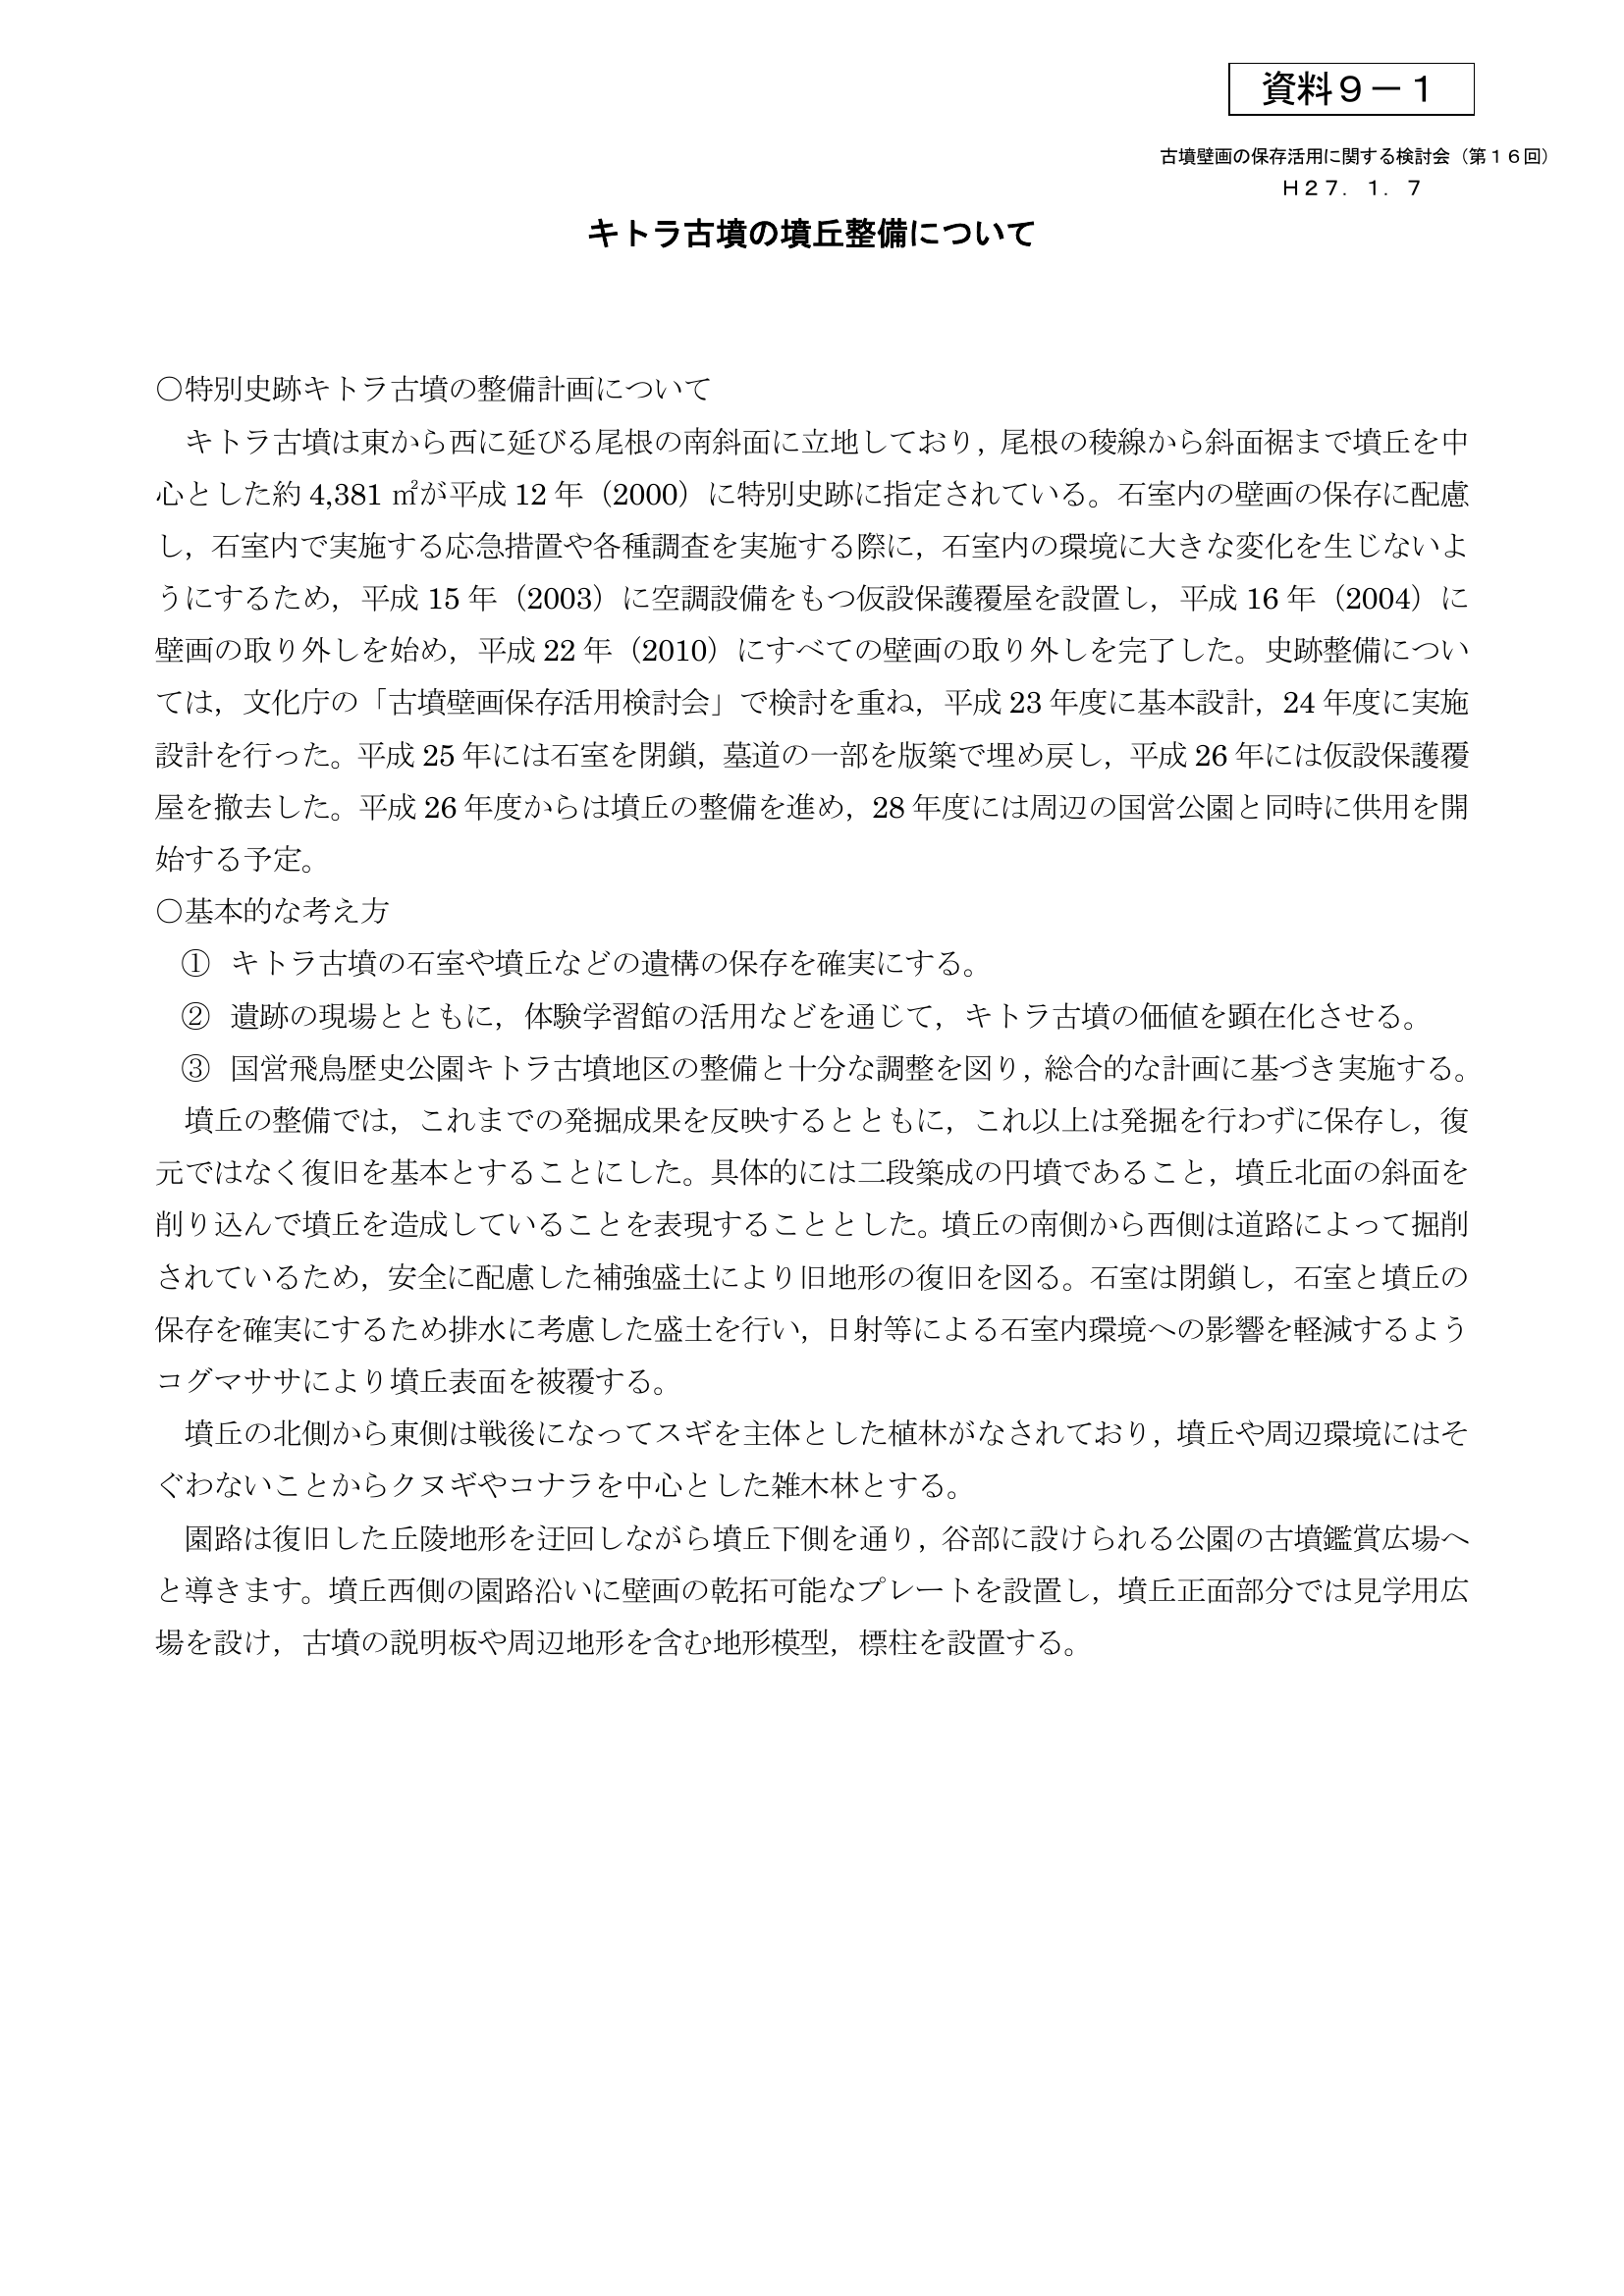 資料９－１
古墳壁画の保存活用に関する検討会（第１６回）
Ｈ２７．１．７
キトラ古墳の墳丘整備について
○特別史跡キトラ古墳の整備計画について
キトラ古墳は東から西に延びる尾根の南斜面に立地しており，尾根の稜線から斜面裾まで墳丘を中
心とした約 4,381 ㎡が平成 12 年（2000）に特別史跡に指定されている。石室内の壁画の保存に配慮
し，石室内で実施する応急措置や各種調査を実施する際に，石室内の環境に大きな変化を生じないよ
うにするため，平成 15 年（2003）に空調設備をもつ仮設保護覆屋を設置し，平成 16 年（2004）に
壁画の取り外しを始め，平成 22 年（2010）にすべての壁画の取り外しを完了した。史跡整備につい
ては，文化庁の「古墳壁画保存活用検討会」で検討を重ね，平成 23 年度に基本設計，24 年度に実施
設計を行った。平成 25 年には石室を閉鎖，墓道の一部を版築で埋め戻し，平成 26 年には仮設保護覆
屋を撤去した。平成 26 年度からは墳丘の整備を進め，28 年度には周辺の国営公園と同時に供用を開
始する予定。
○基本的な考え方
① キトラ古墳の石室や墳丘などの遺構の保存を確実にする。
② 遺跡の現場とともに，体験学習館の活用などを通じて，キトラ古墳の価値を顕在化させる。
③ 国営飛鳥歴史公園キトラ古墳地区の整備と十分な調整を図り，総合的な計画に基づき実施する。
墳丘の整備では，これまでの発掘成果を反映するとともに，これ以上は発掘を行わずに保存し，復
元ではなく復旧を基本とすることにした。具体的には二段築成の円墳であること，墳丘北面の斜面を
削り込んで墳丘を造成していることを表現することとした。墳丘の南側から西側は道路によって掘削
されているため，安全に配慮した補強盛土により旧地形の復旧を図る。石室は閉鎖し，石室と墳丘の
保存を確実にするため排水に考慮した盛土を行い，日射等による石室内環境への影響を軽減するよう
コグマササにより墳丘表面を被覆する。
墳丘の北側から東側は戦後になってスギを主体とした植林がなされており，墳丘や周辺環境にはそ
ぐわないことからクヌギやコナラを中心とした雑木林とする。
園路は復旧した丘陵地形を迂回しながら墳丘下側を通り，谷部に設けられる公園の古墳鑑賞広場へ
と導きます。墳丘西側の園路沿いに壁画の乾拓可能なプレートを設置し，墳丘正面部分では見学用広
場を設け，古墳の説明板や周辺地形を含む地形模型，標柱を設置する。